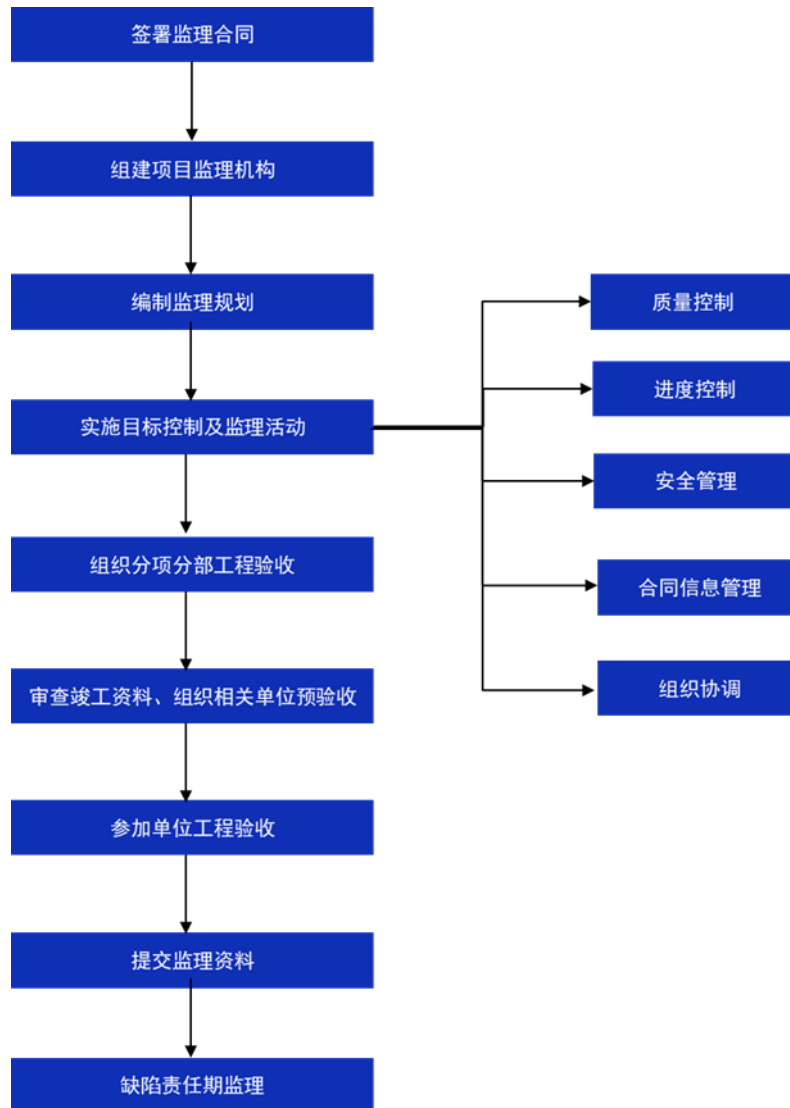 签署监理合同
组建项目监理机构
编制监理规划
实施目标控制及监理活动
组织分项分部工程验收
审查竣工资料、组织相关单位预验收
参加单位工程验收
提交监理资料
缺陷责任期监理
质量控制
进度控制
安全管理
合同信息管理
组织协调